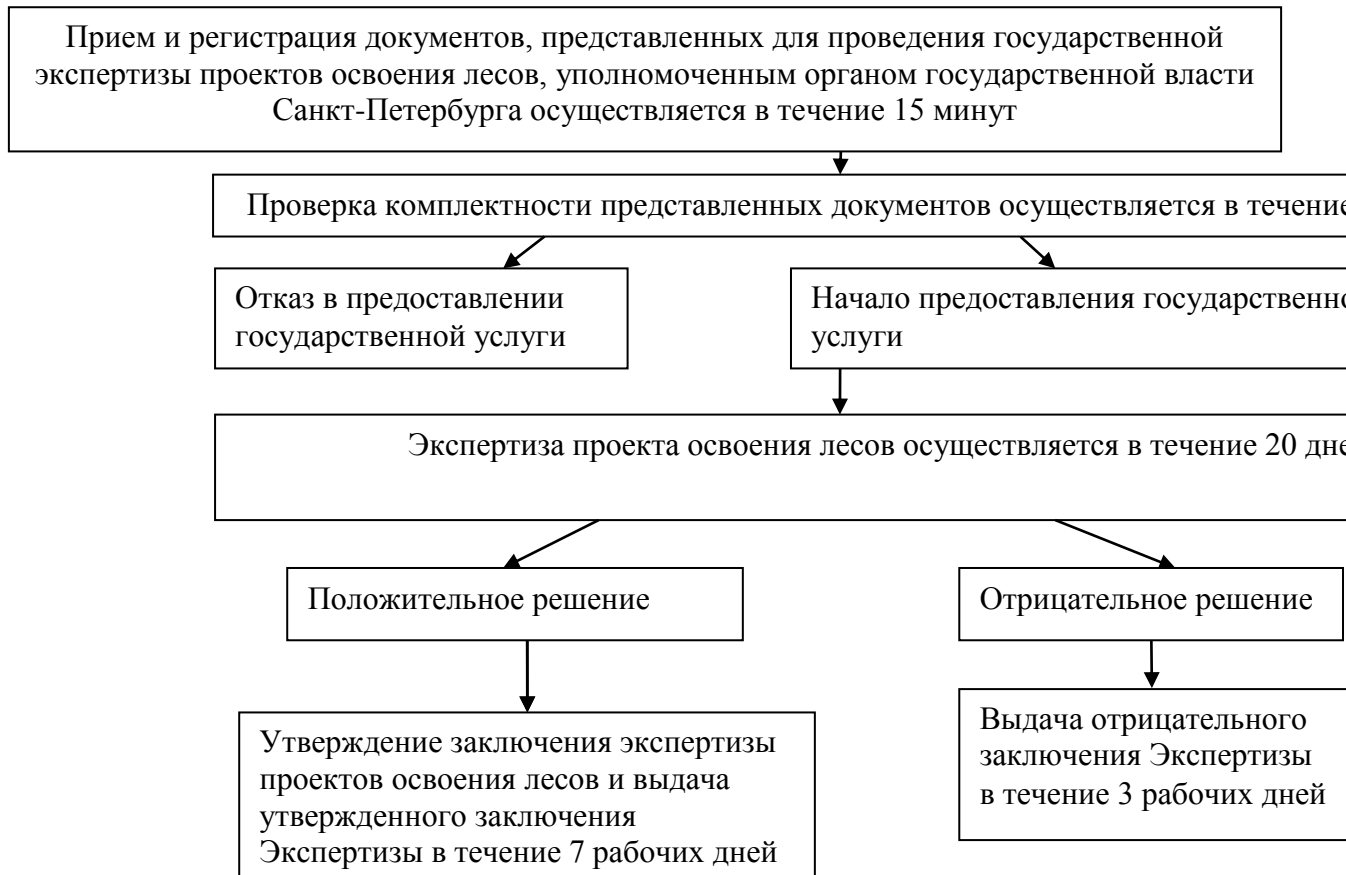 Прием и регистрация документов, представленных для проведения государственной
экспертизы проектов освоения лесов, уполномоченным органом государственной власти
Санкт-Петербурга осуществляется в течение 15 минут
Проверка комплектности представленных документов осуществляется в течение
Отказ в предоставлении
государственной услуги
Начало предоставления
услуги
Экспертиза проекта освоения лесов осуществляется в течение 20
Положительное решение
Отрицательное решение
Утверждение заключения экспертизы
проектов освоения лесов и выдача
утвержденного заключения
Экспертизы в течение 7 рабочих дней
Выдача отрицательного
заключения Экспертизы
в течение 3 рабочих дней